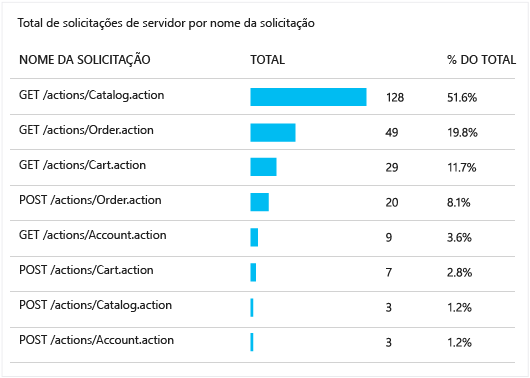 Total de solicitações de servidor por nome da solicitação
NOME DA SOLICITAÇÃO TOTAL % DO TOTAL
GET /actions/Catalog.action 128 51.6%
GET /actions/Order.action 49 19.8%
GET /actions/Cart.action 29 11.7%
POST /actions/Order.action 20 8.1%
GET /actions/Account.action 9 3.6%
POST /actions/Cart.action 7 2.8%
POST /actions/Catalog.action 3 1.2%
POST /actions/Account.action 3 1.2%